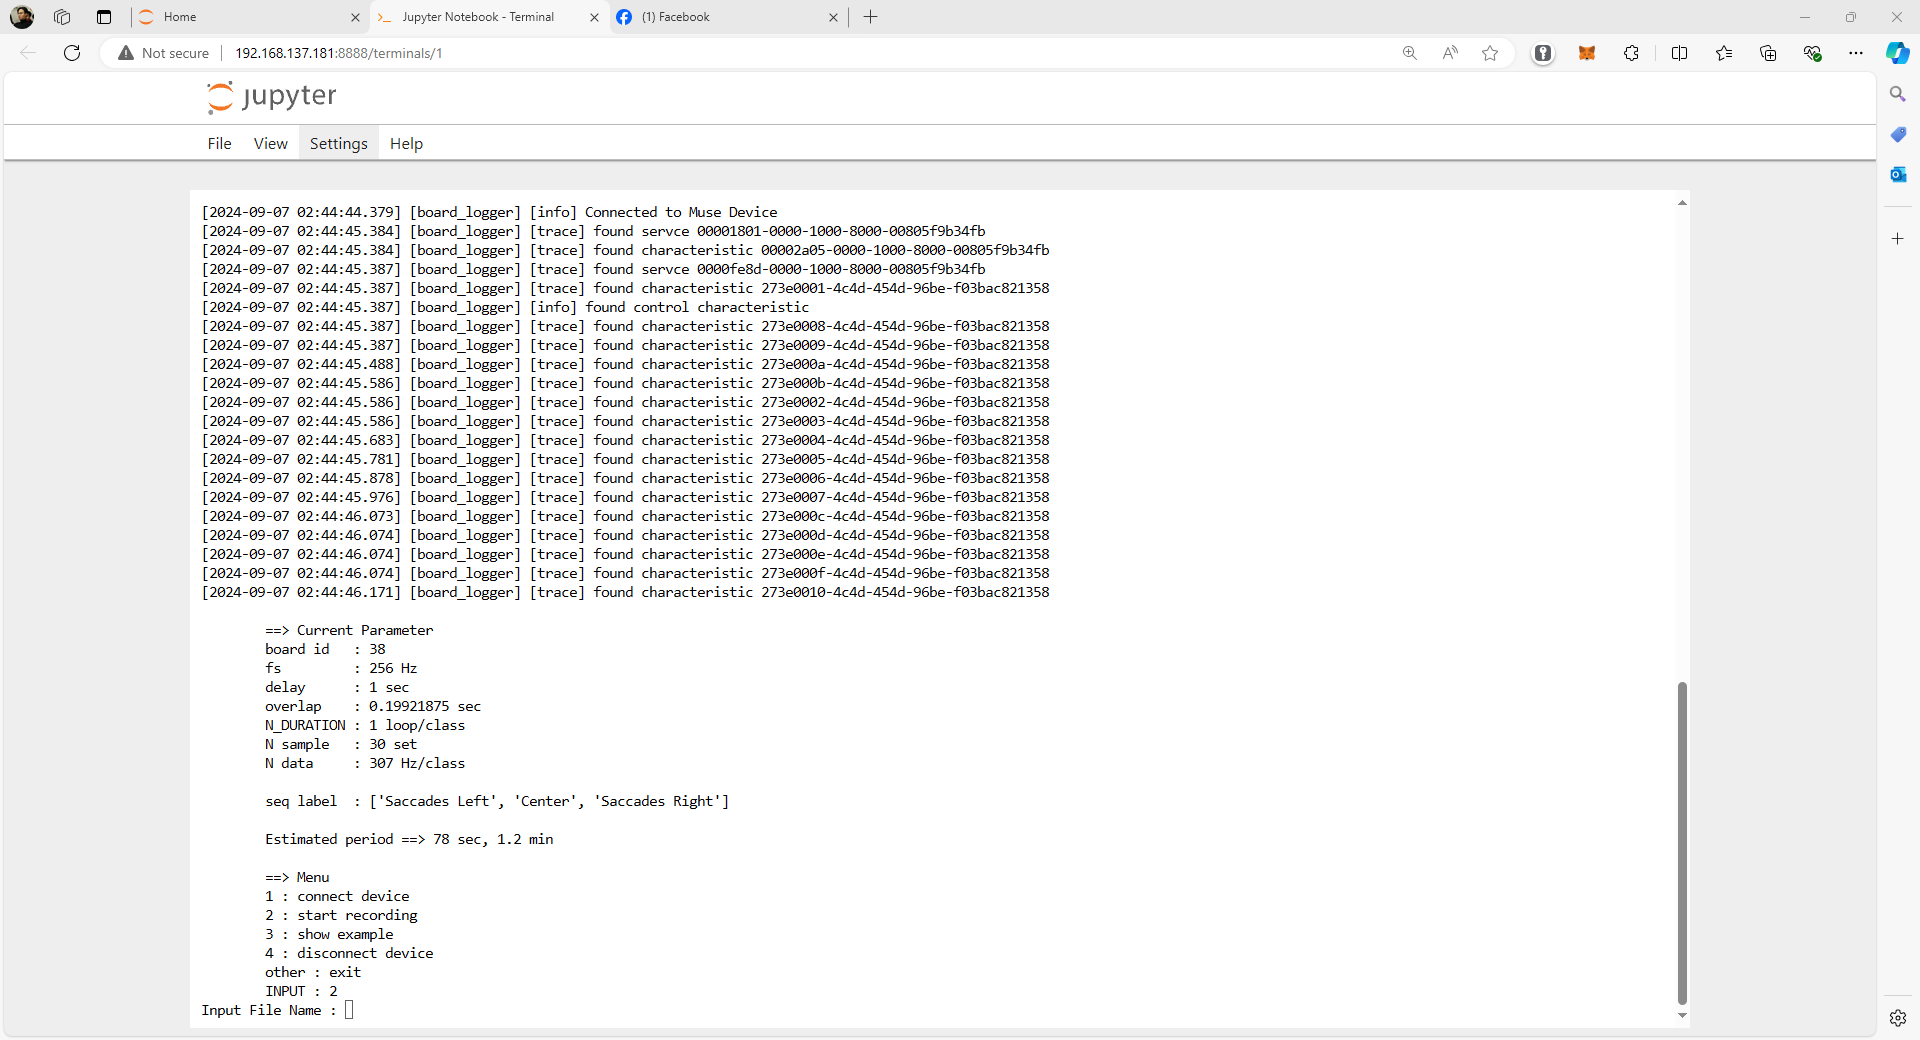 Home
Jupyter Notebook - Terminal
(1) Facebook
Not secure
192.168.137.181:8888/terminals/1
jupyter
File View Settings Help
[2024-09-07 02:44:44.379] [board_logger] [info] Connected to Muse Device
[2024-09-07 02:44:45.384] [board_logger] [trace] found servce 00001801-0000-1000-8000-00805f9b34fb
[2024-09-07 02:44:45.384] [board_logger] [trace] found characteristic 00002a05-0000-1000-8000-00805f9b34fb
[2024-09-07 02:44:45.387] [board_logger] [trace] found servce 0000fe8d-0000-1000-8000-00805f9b34fb
[2024-09-07 02:44:45.387] [board_logger] [trace] found characteristic 273e0001-4c4d-454d-96be-f03bac821358
[2024-09-07 02:44:45.387] [board_logger] [info] found control characteristic
[2024-09-07 02:44:45.387] [board_logger] [trace] found characteristic 273e0008-4c4d-454d-96be-f03bac821358
[2024-09-07 02:44:45.387] [board_logger] [trace] found characteristic 273e0009-4c4d-454d-96be-f03bac821358
[2024-09-07 02:44:45.488] [board_logger] [trace] found characteristic 273e000a-4c4d-454d-96be-f03bac821358
[2024-09-07 02:44:45.586] [board_logger] [trace] found characteristic 273e000b-4c4d-454d-96be-f03bac821358
[2024-09-07 02:44:45.586] [board_logger] [trace] found characteristic 273e0002-4c4d-454d-96be-f03bac821358
[2024-09-07 02:44:45.586] [board_logger] [trace] found characteristic 273e0003-4c4d-454d-96be-f03bac821358
[2024-09-07 02:44:45.683] [board_logger] [trace] found characteristic 273e0004-4c4d-454d-96be-f03bac821358
[2024-09-07 02:44:45.781] [board_logger] [trace] found characteristic 273e0005-4c4d-454d-96be-f03bac821358
[2024-09-07 02:44:45.878] [board_logger] [trace] found characteristic 273e0006-4c4d-454d-96be-f03bac821358
[2024-09-07 02:44:45.976] [board_logger] [trace] found characteristic 273e0007-4c4d-454d-96be-f03bac821358
[2024-09-07 02:44:46.073] [board_logger] [trace] found characteristic 273e000c-4c4d-454d-96be-f03bac821358
[2024-09-07 02:44:46.074] [board_logger] [trace] found characteristic 273e000d-4c4d-454d-96be-f03bac821358
[2024-09-07 02:44:46.074] [board_logger] [trace] found characteristic 273e000e-4c4d-454d-96be-f03bac821358
[2024-09-07 02:44:46.074] [board_logger] [trace] found characteristic 273e000f-4c4d-454d-96be-f03bac821358
[2024-09-07 02:44:46.171] [board_logger] [trace] found characteristic 273e0010-4c4d-454d-96be-f03bac821358
==> Current Parameter
board id : 38
fs : 256 Hz
delay : 1 sec
overlap : 0.19921875 sec
N_DURATION : 1 loop/class
N sample : 30 set
N data : 307 Hz/class
seq label : ['Saccades Left', 'Center', 'Saccades Right']
Estimated period ==> 78 sec, 1.2 min
==> Menu
1 : connect device
2 : start recording
3 : show example
4 : disconnect device
other : exit
INPUT : 2
Input File Name :